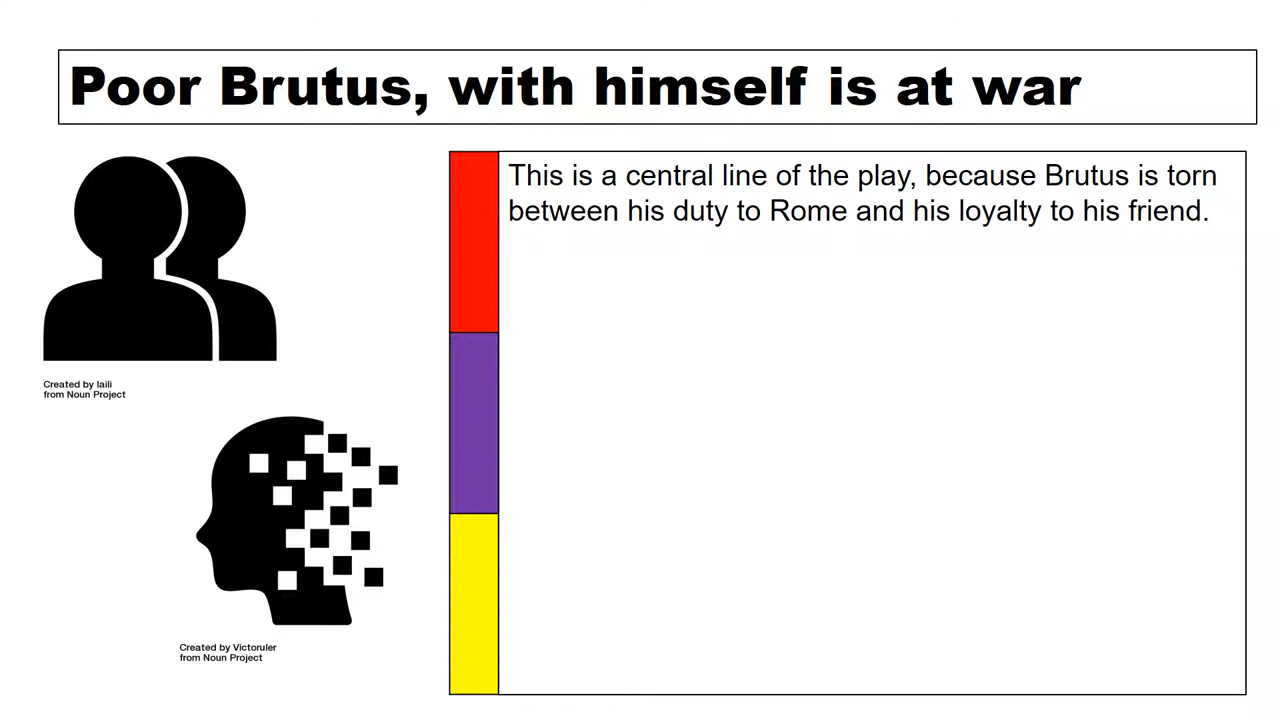 Poor Brutus, with himself is at war
This is a central line of the play, because Brutus is torn
between his duty to Rome and his loyalty to his friend.
Created by laili
from Noun Project
Created by Victoruler
from Noun Project